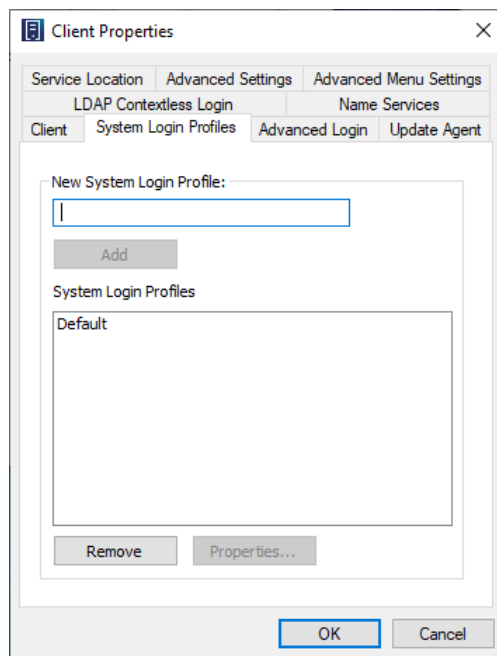 Client Properties
Service Location Advanced Settings Advanced Menu Settings
LDAP Contextless Login Name Services
Client System Login Profiles Advanced Login Update Agent
New System Login Profile:
Add
System Login Profiles
Default
Remove Properties...
OK Cancel